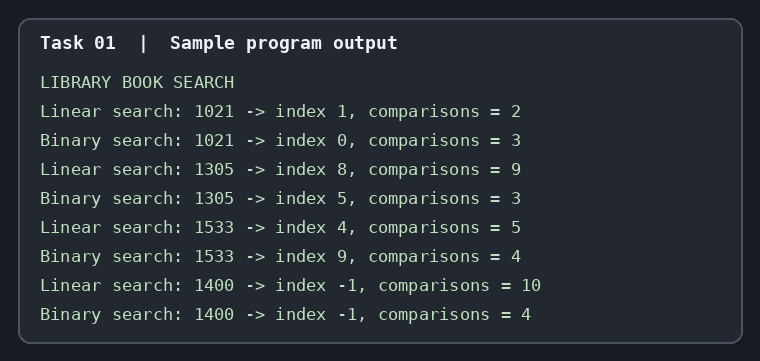 Task 01 | Sample program output
LIBRARY BOOK SEARCH
Linear search: 1021 -> index 1, comparisons = 2
Binary search: 1021 -> index 0, comparisons = 3
Linear search: 1305 -> index 8, comparisons = 9
Binary search: 1305 -> index 5, comparisons = 3
Linear search: 1533 -> index 4, comparisons = 5
Binary search: 1533 -> index 9, comparisons = 4
Linear search: 1400 -> index -1, comparisons = 10
Binary search: 1400 -> index -1, comparisons = 4